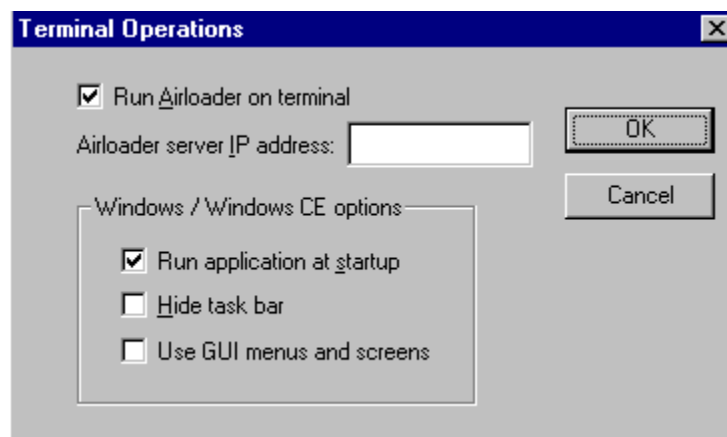 Terminal Operations
Run Airloader on terminal
Airloader server IP address:
OK
Cancel
Windows / Windows CE options
Run application at startup
Hide task bar
Use GUI menus and screens